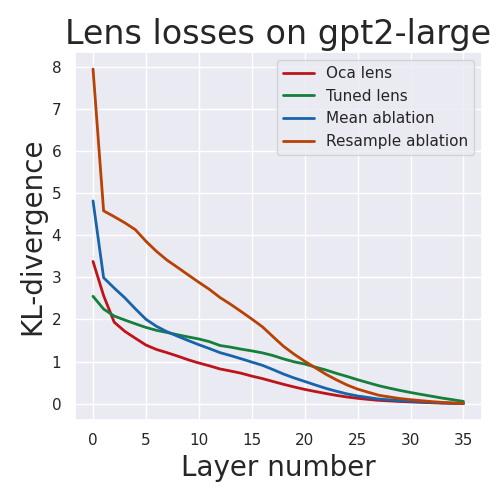 Lens losses on gpt2-large
KL-divergence
8
7
6
5
4
3
2
1
0
Oca lens
Tuned lens
Mean ablation
Resample ablation
0 5 10 15 20 25 30 35
Layer number